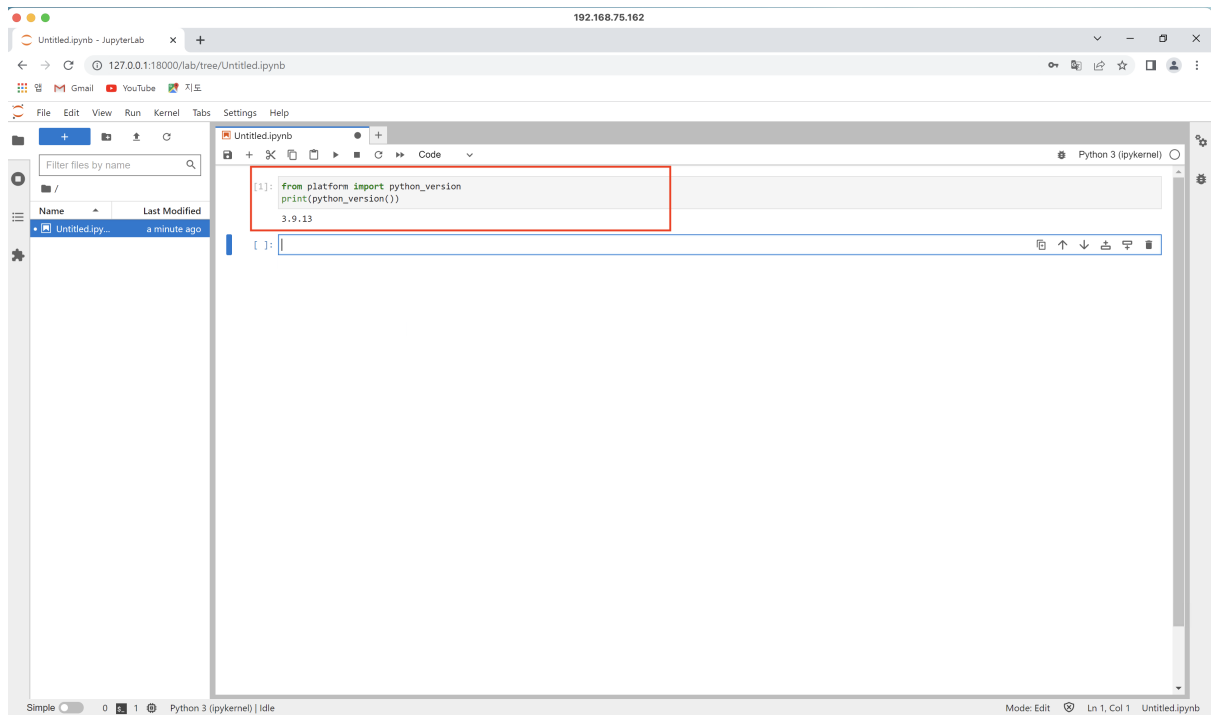 192.168.75.162
Untitled.ipynb - JupyterLab
127.0.0.1:18000/lab/tree/Untitled.ipynb
앱 Gmail YouTube 지도
File Edit View Run Kernel Tabs Settings Help
Untitled.ipynb
Code
Python 3 (ipykernel)
Filter files by name
/
Name Last Modified
Untitled.ipy... a minute ago
[1]: from platform import python_version
print(python_version())
3.9.13
[ ]:
Simple 0 1 Python 3 (ipykernel) | Idle
Mode: Edit Ln 1, Col 1 Untitled.ipynb